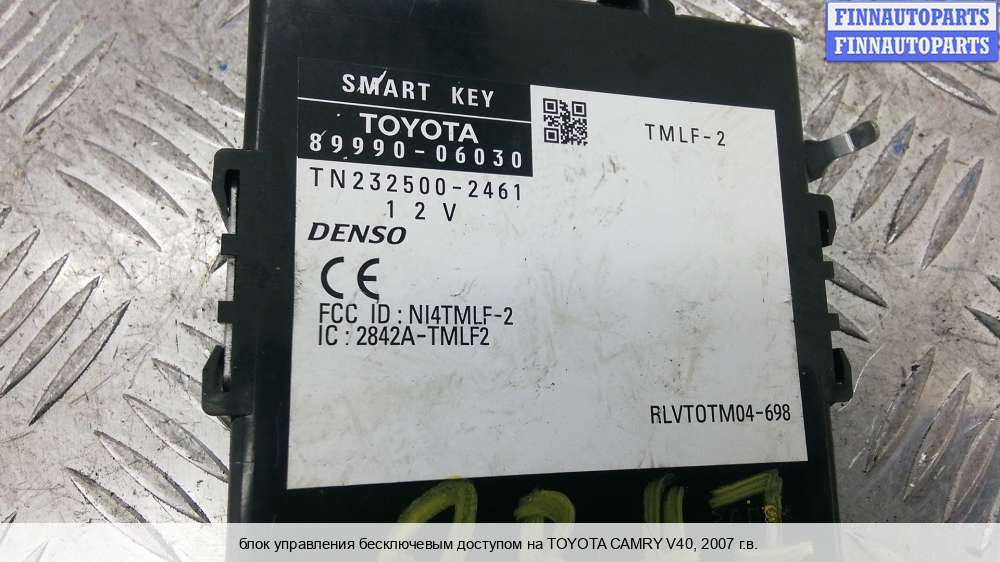 FINNAUTOPARTS
FINNAUTOPARTS
SMART KEY
TOYOTA
89990-06030
TN232500-2461
12V
DENSO
CE
FCC ID : NI4TMLF-2
IC : 2842A-TMLF2
TMLF-2
RLVTOTM04-698
блок управления бесключевым доступом на TOYOTA CAMRY V40, 2007 г.в.